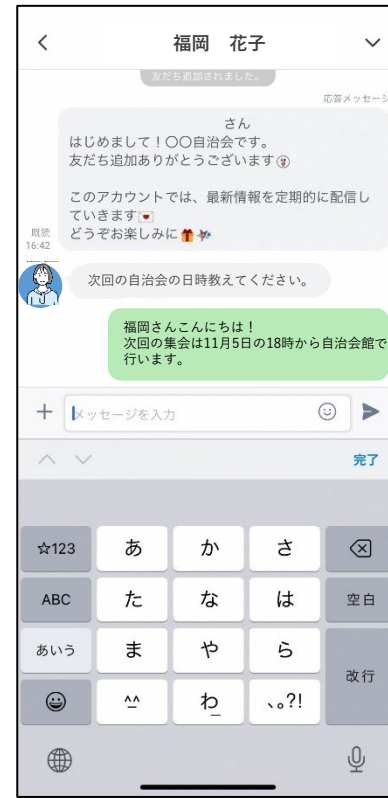 福岡 花子
友だち追加されました。
応答メッセージ
さん
はじめまして！〇〇自治会です。
友だち追加ありがとうございます
このアカウントでは、最新情報を定期的に配信し
ていきます💌
どうぞお楽しみに🎁
既読
16:42
次回の自治会の日時教えてください。
福岡さんこんにちは！
次回の集会は11月5日の18時から自治会館で
行います。
メッセージを入力
完了
☆123 あ か さ
ABC た な は 空白
あいう ま や ら 改行
^^ わ 、。?!